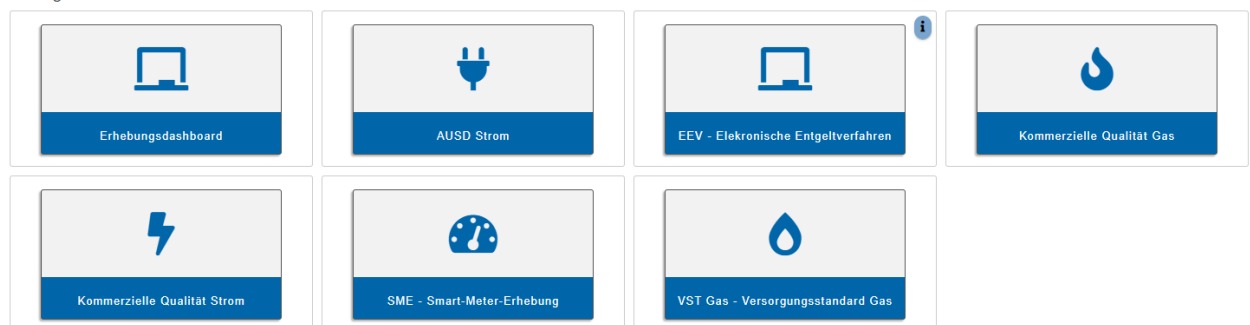 Erhebungsdashboard
AUSD Strom
EEV - Elekronische Entgeltverfahren
i
Kommerzielle Qualität Gas
Kommerzielle Qualität Strom
SME - Smart-Meter-Erhebung
VST Gas - Versorgungsstandard Gas